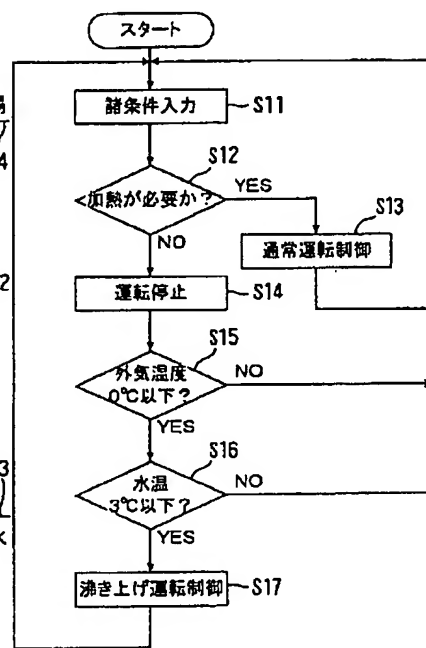 スタート
諸条件入力
S11
S12
加熱が必要か?
YES
S13
通常運転制御
NO
運転停止
S14
S15
外気温度
0℃以下?
NO
YES
S16
水温
3℃以下?
NO
YES
沸き上げ運転制御
S17
4
2
3